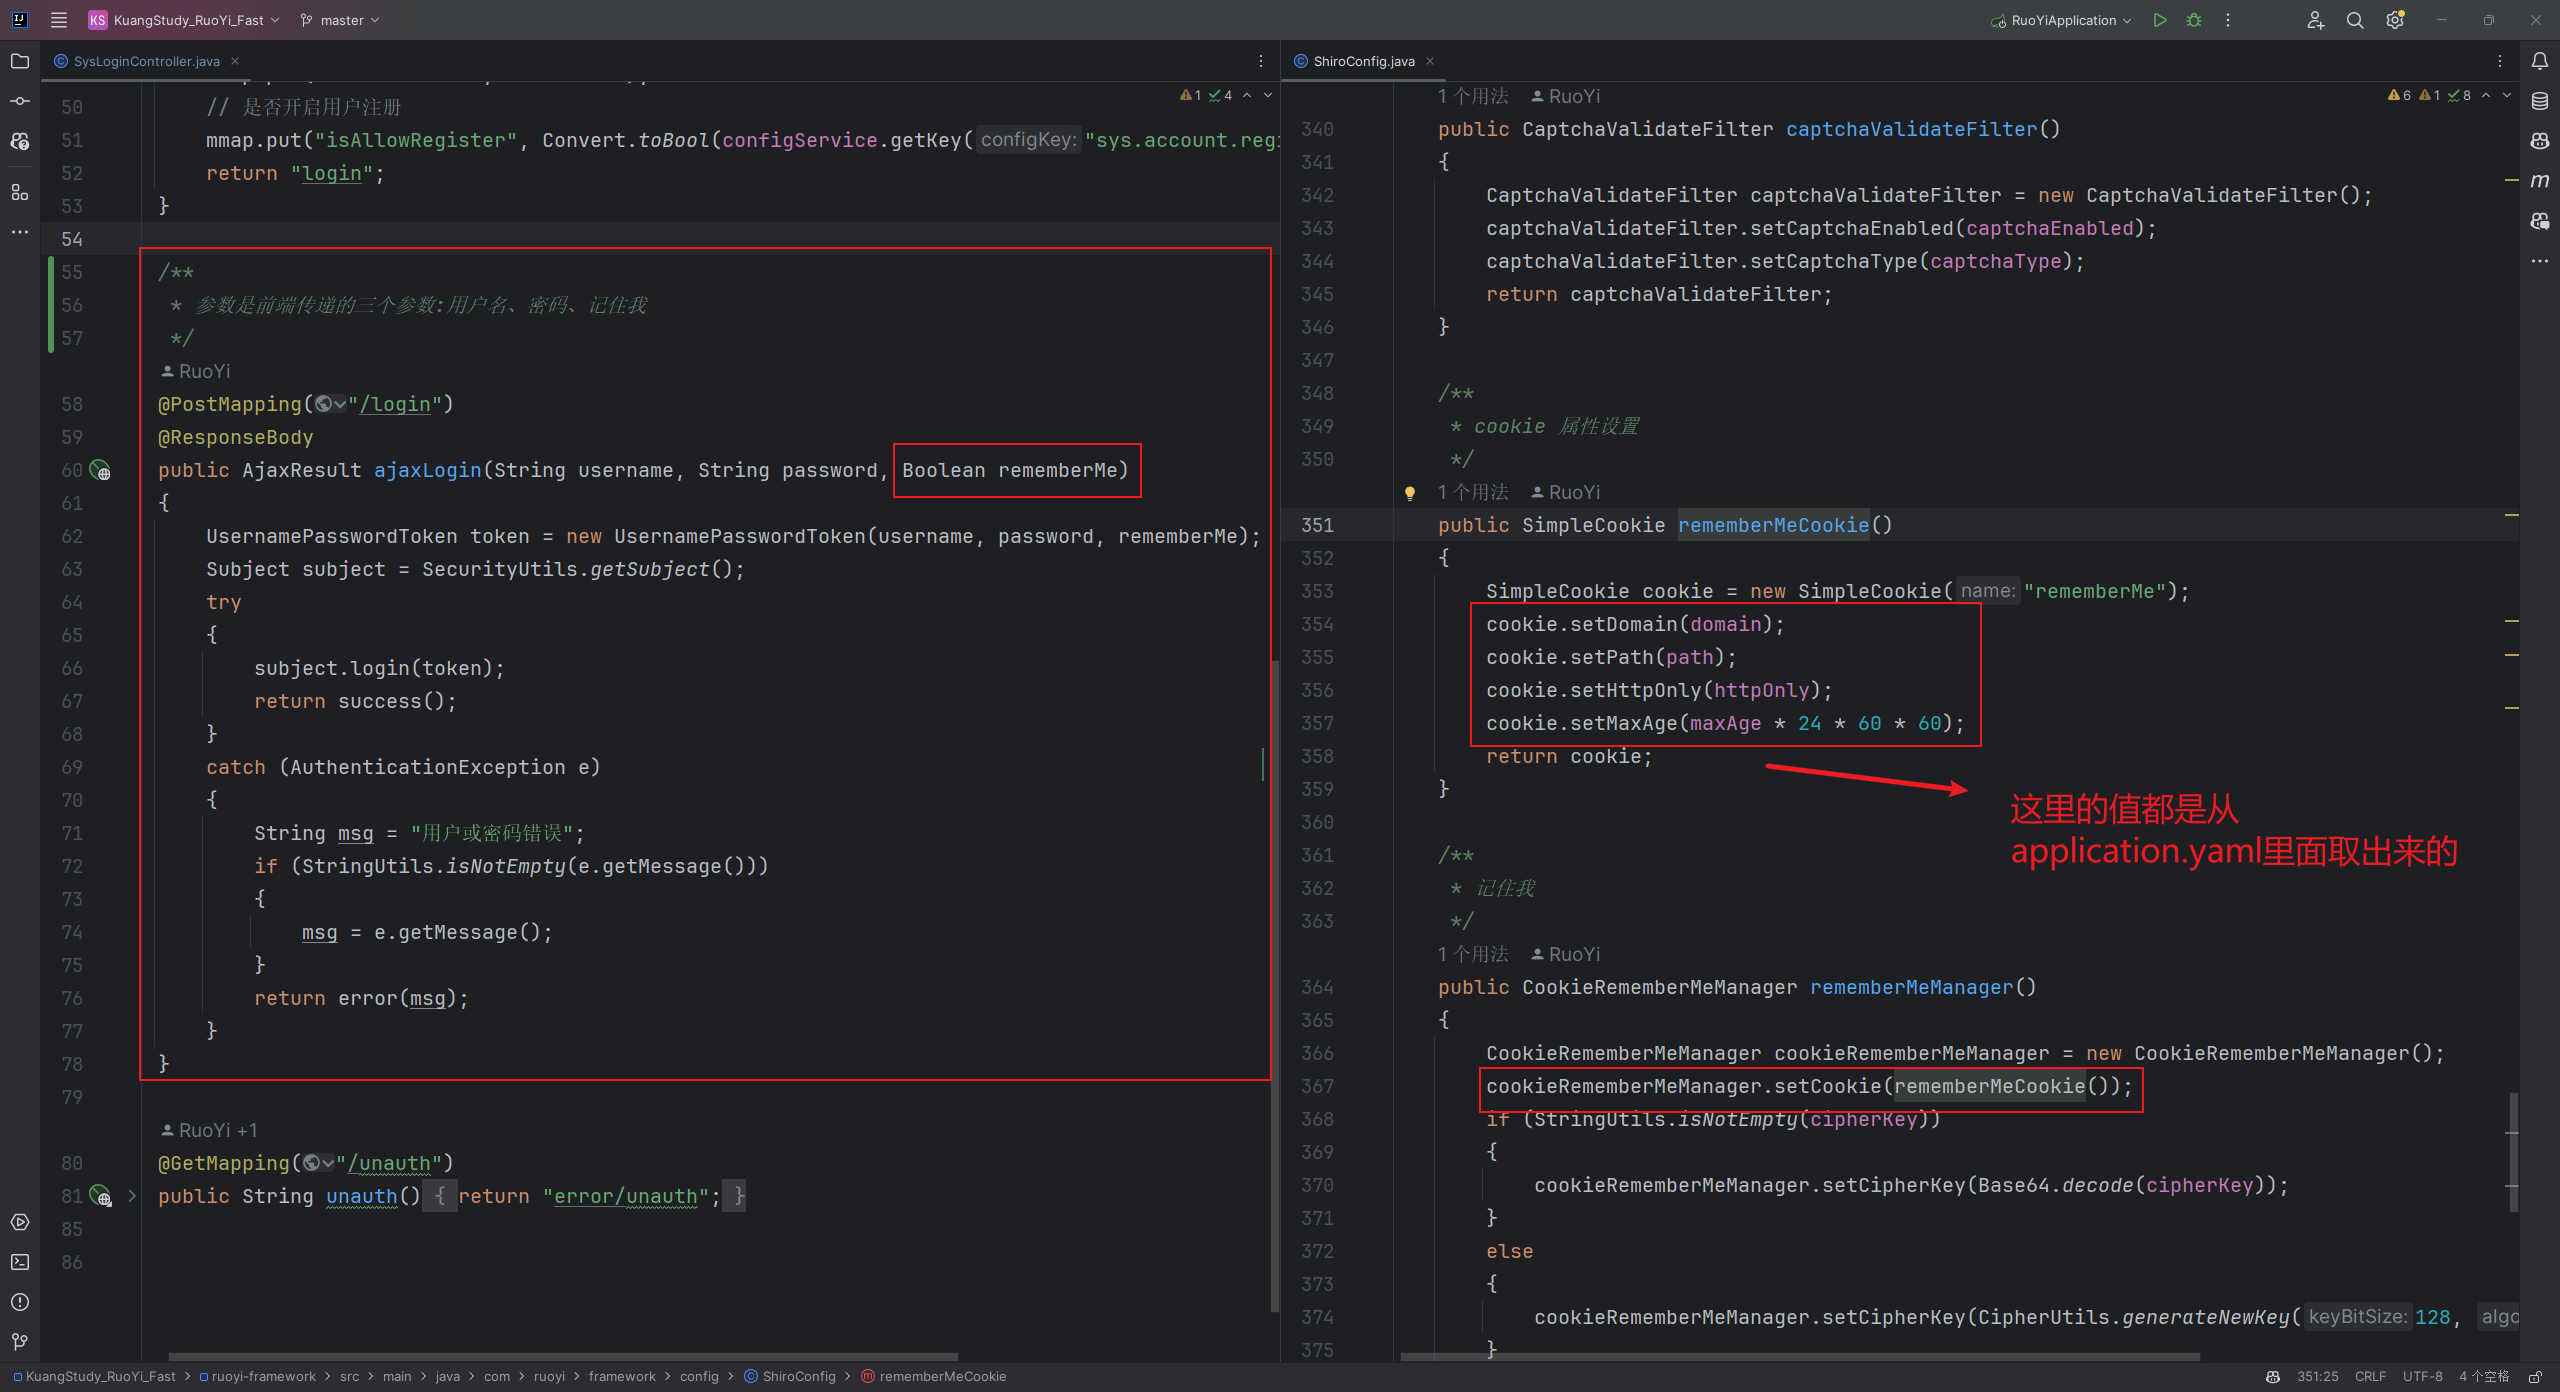 KS KuangStudy_RuoYi_Fast master RuoYiApplication
SysLoginController.java
50 // 是否开启用户注册
51 mmap.put("isAllowRegister", Convert.toBool(configService.getKey( configKey: "sys.account.regi
52 return "login";
53 }
54
55 /**
56 * 参数是前端传递的三个参数:用户名、密码、记住我
57 */
RuoYi
58 @PostMapping("/login")
59 @ResponseBody
60 public AjaxResult ajaxLogin(String username, String password, Boolean rememberMe)
61 {
62 UsernamePasswordToken token = new UsernamePasswordToken(username, password, rememberMe);
63 Subject subject = SecurityUtils.getSubject();
64 try
65 {
66 subject.login(token);
67 return success();
68 }
69 catch (AuthenticationException e)
70 {
71 String msg = "用户或密码错误";
72 if (StringUtils.isNotEmpty(e.getMessage()))
73 {
74 msg = e.getMessage();
75 }
76 return error(msg);
77 }
78 }
79
RuoYi +1
80 @GetMapping("/unauth")
81 public String unauth() { return "error/unauth"; }
85
86
1 4
ShiroConfig.java
1 个用法 RuoYi
6 1 8
340 public CaptchaValidateFilter captchaValidateFilter()
341 {
342 CaptchaValidateFilter captchaValidateFilter = new CaptchaValidateFilter();
343 captchaValidateFilter.setCaptchaEnabled(captchaEnabled);
344 captchaValidateFilter.setCaptchaType(captchaType);
345 return captchaValidateFilter;
346 }
347
348 /**
349 * cookie 属性设置
350 */
1 个用法 RuoYi
351 public SimpleCookie rememberMeCookie()
352 {
353 SimpleCookie cookie = new SimpleCookie( name: "rememberMe");
354 cookie.setDomain(domain);
355 cookie.setPath(path);
356 cookie.setHttpOnly(httpOnly);
357 cookie.setMaxAge(maxAge * 24 * 60 * 60);
358 return cookie;
359 }
这里的值都是从
application.yaml里面取出来的
360
361 /**
362 * 记住我
363 */
1 个用法 RuoYi
364 public CookieRememberMeManager rememberMeManager()
365 {
366 CookieRememberMeManager cookieRememberMeManager = new CookieRememberMeManager();
367 cookieRememberMeManager.setCookie(rememberMeCookie());
368 if (StringUtils.isNotEmpty(cipherKey))
369 {
370 cookieRememberMeManager.setCipherKey(Base64.decode(cipherKey));
371 }
372 else
373 {
374 cookieRememberMeManager.setCipherKey(CipherUtils.generateNewKey( keyBitSize: 128, algo
375 }
KuangStudy_RuoYi_Fast > ruoyi-framework > src > main > java > com > ruoyi > framework > config > ShiroConfig > rememberMeCookie
351:25 CRLF UTF-8 4 个空格